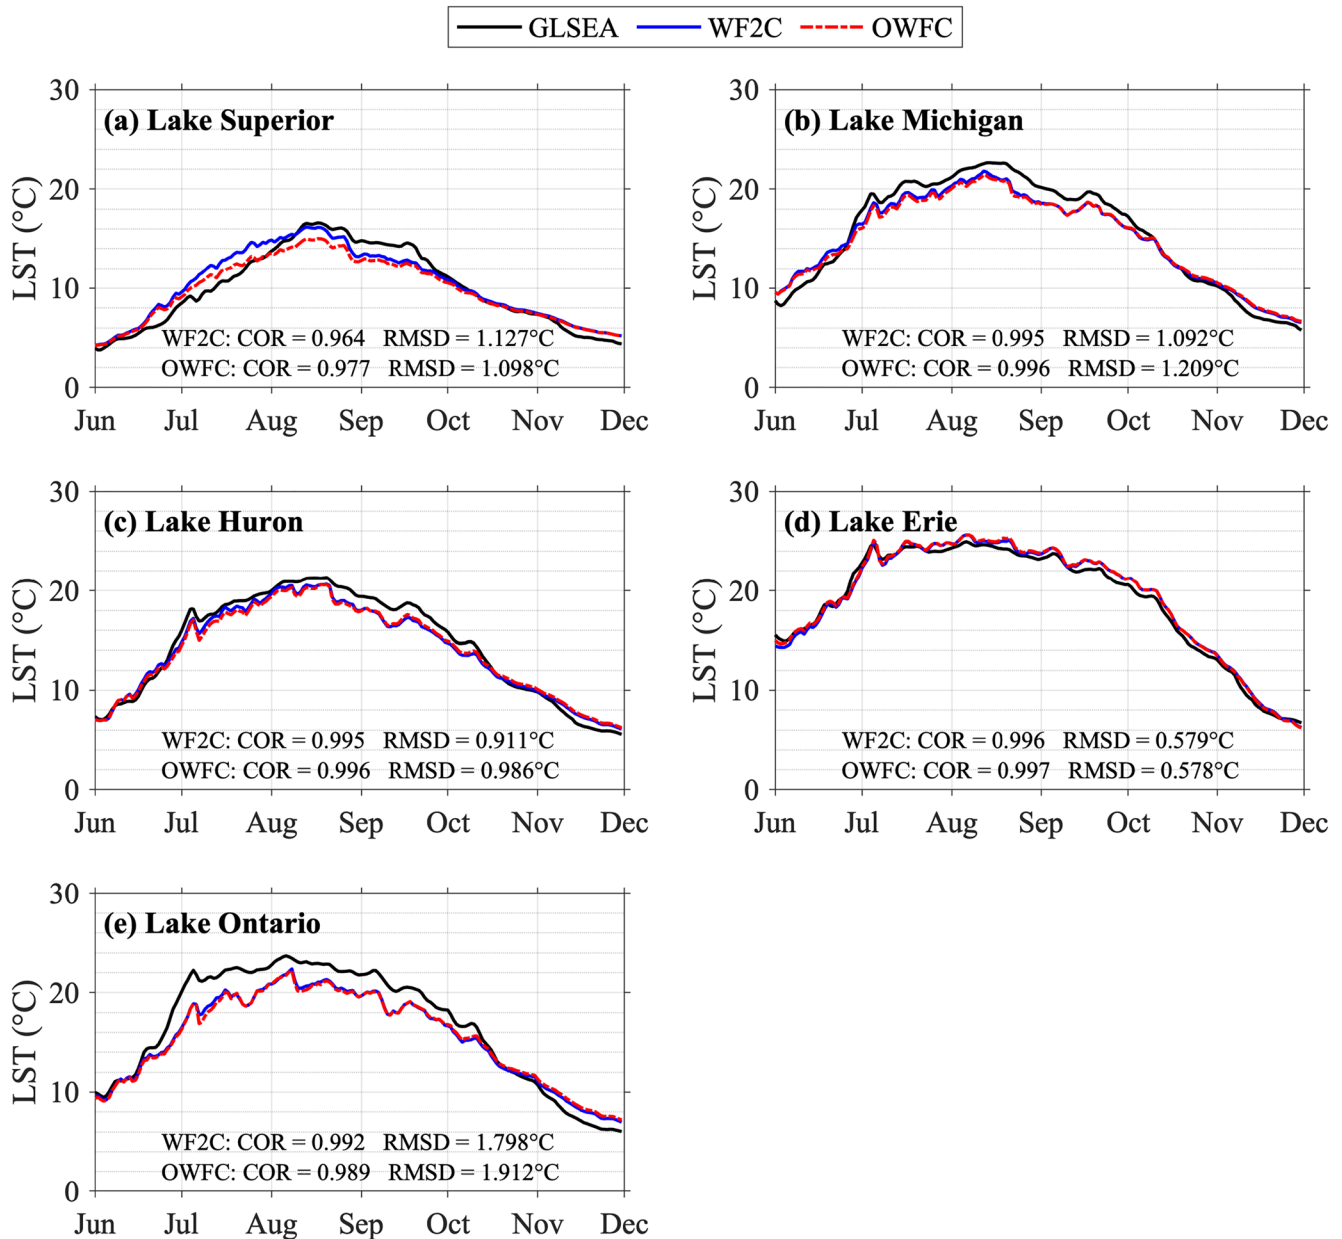 GLSEA WF2C OWFC
30
20
10
0
LST (°C)
(a) Lake Superior
WF2C: COR = 0.964 RMSD = 1.127°C
OWFC: COR = 0.977 RMSD = 1.098°C
Jun Jul Aug Sep Oct Nov Dec
30
20
10
0
LST (°C)
(b) Lake Michigan
WF2C: COR = 0.995 RMSD = 1.092°C
OWFC: COR = 0.996 RMSD = 1.209°C
Jun Jul Aug Sep Oct Nov Dec
30
20
10
0
LST (°C)
(c) Lake Huron
WF2C: COR = 0.995 RMSD = 0.911°C
OWFC: COR = 0.996 RMSD = 0.986°C
Jun Jul Aug Sep Oct Nov Dec
30
20
10
0
LST (°C)
(d) Lake Erie
WF2C: COR = 0.996 RMSD = 0.579°C
OWFC: COR = 0.997 RMSD = 0.578°C
Jun Jul Aug Sep Oct Nov Dec
30
20
10
0
LST (°C)
(e) Lake Ontario
WF2C: COR = 0.992 RMSD = 1.798°C
OWFC: COR = 0.989 RMSD = 1.912°C
Jun Jul Aug Sep Oct Nov Dec